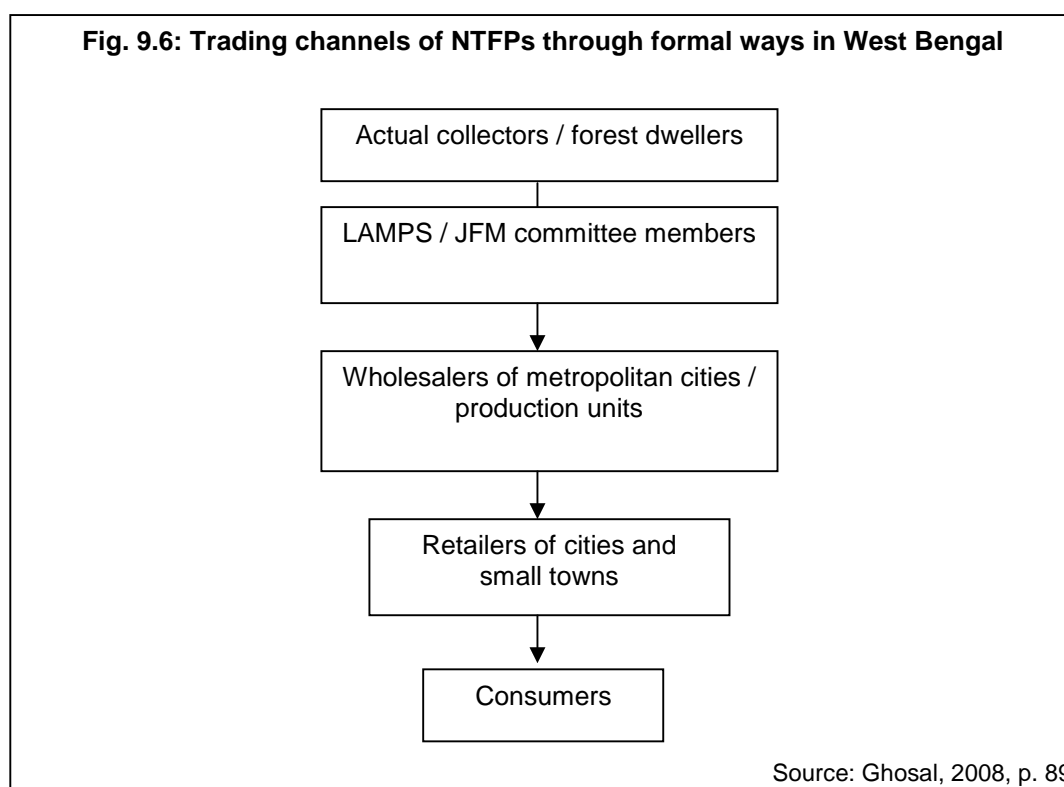 Fig. 9.6: Trading channels of NTFPs through formal ways in West Bengal
Actual collectors / forest dwellers
LAMPS / JFM committee members
Wholesalers of metropolitan cities /
production units
Retailers of cities and
small towns
Consumers
Source: Ghosal, 2008, p. 89